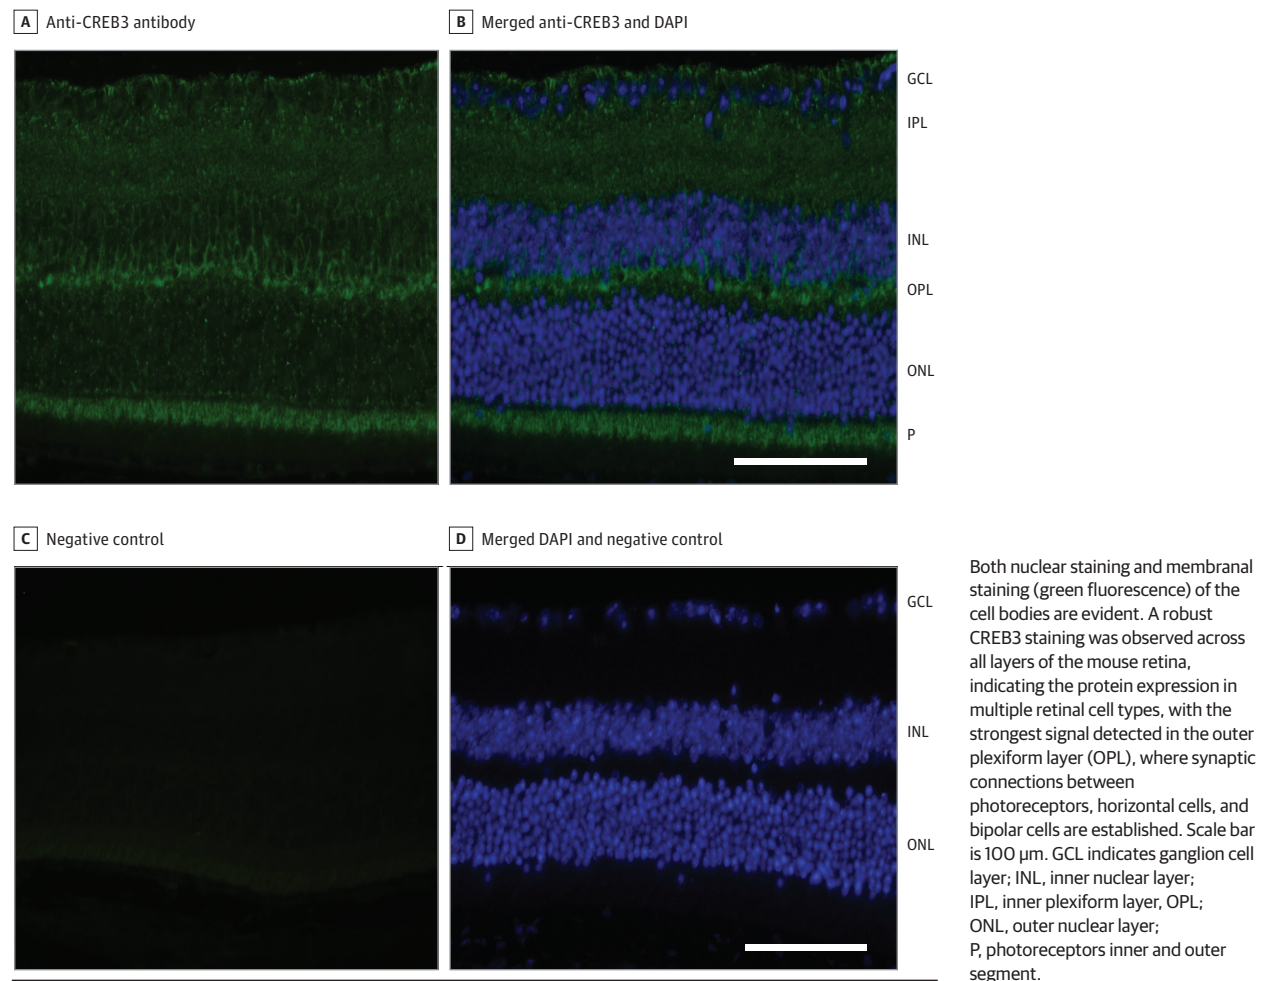 A Anti-CREB3 antibody
B Merged anti-CREB3 and DAPI
GCL
IPL
INL
OPL
ONL
P
C Negative control
D Merged DAPI and negative control
GCL
INL
ONL
Both nuclear staining and membranal
staining (green fluorescence) of the
cell bodies are evident. A robust
CREB3 staining was observed across
all layers of the mouse retina,
indicating the protein expression in
multiple retinal cell types, with the
strongest signal detected in the outer
plexiform layer (OPL), where synaptic
connections between
photoreceptors, horizontal cells, and
bipolar cells are established. Scale bar
is 100 μm. GCL indicates ganglion cell
layer; INL, inner nuclear layer;
IPL, inner plexiform layer, OPL;
ONL, outer nuclear layer;
P, photoreceptors inner and outer
segment.